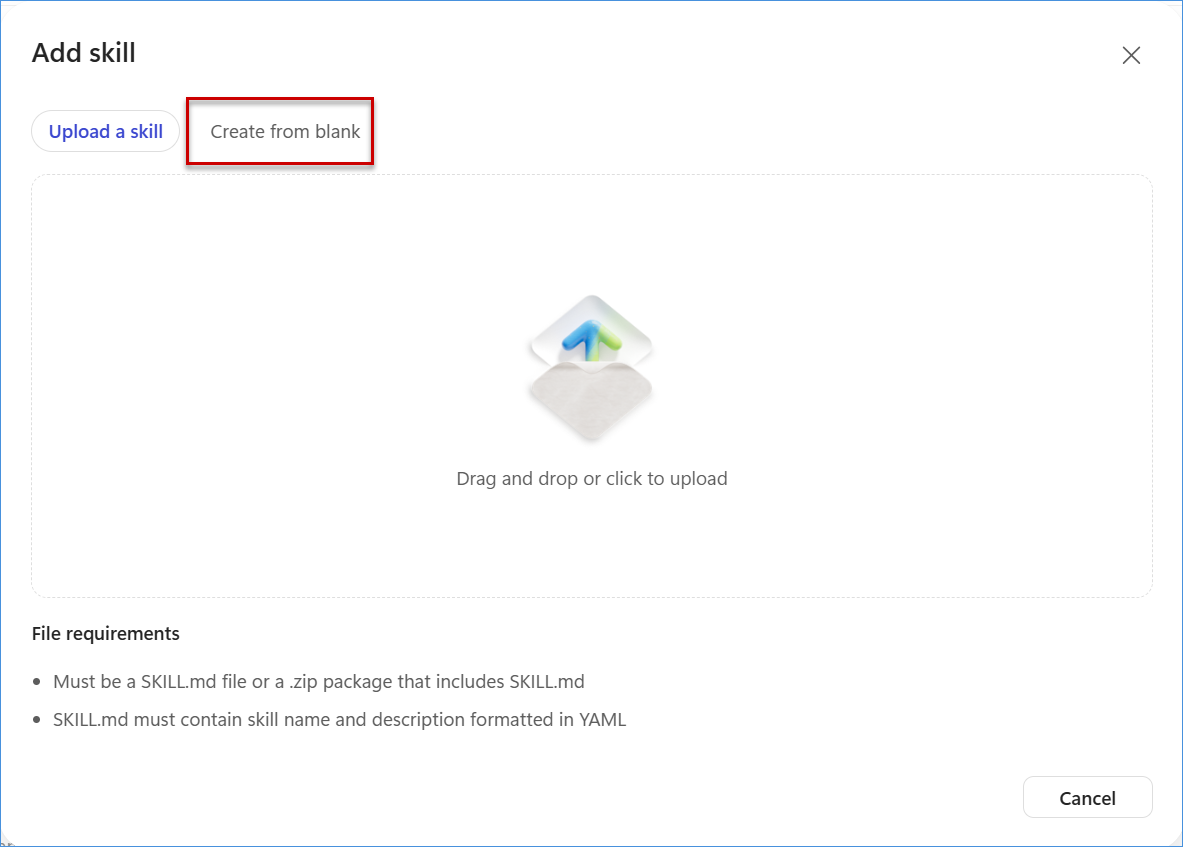 Add skill
Upload a skill
Create from blank
Drag and drop or click to upload
File requirements
Must be a SKILL.md file or a .zip package that includes SKILL.md
SKILL.md must contain skill name and description formatted in YAML
Cancel